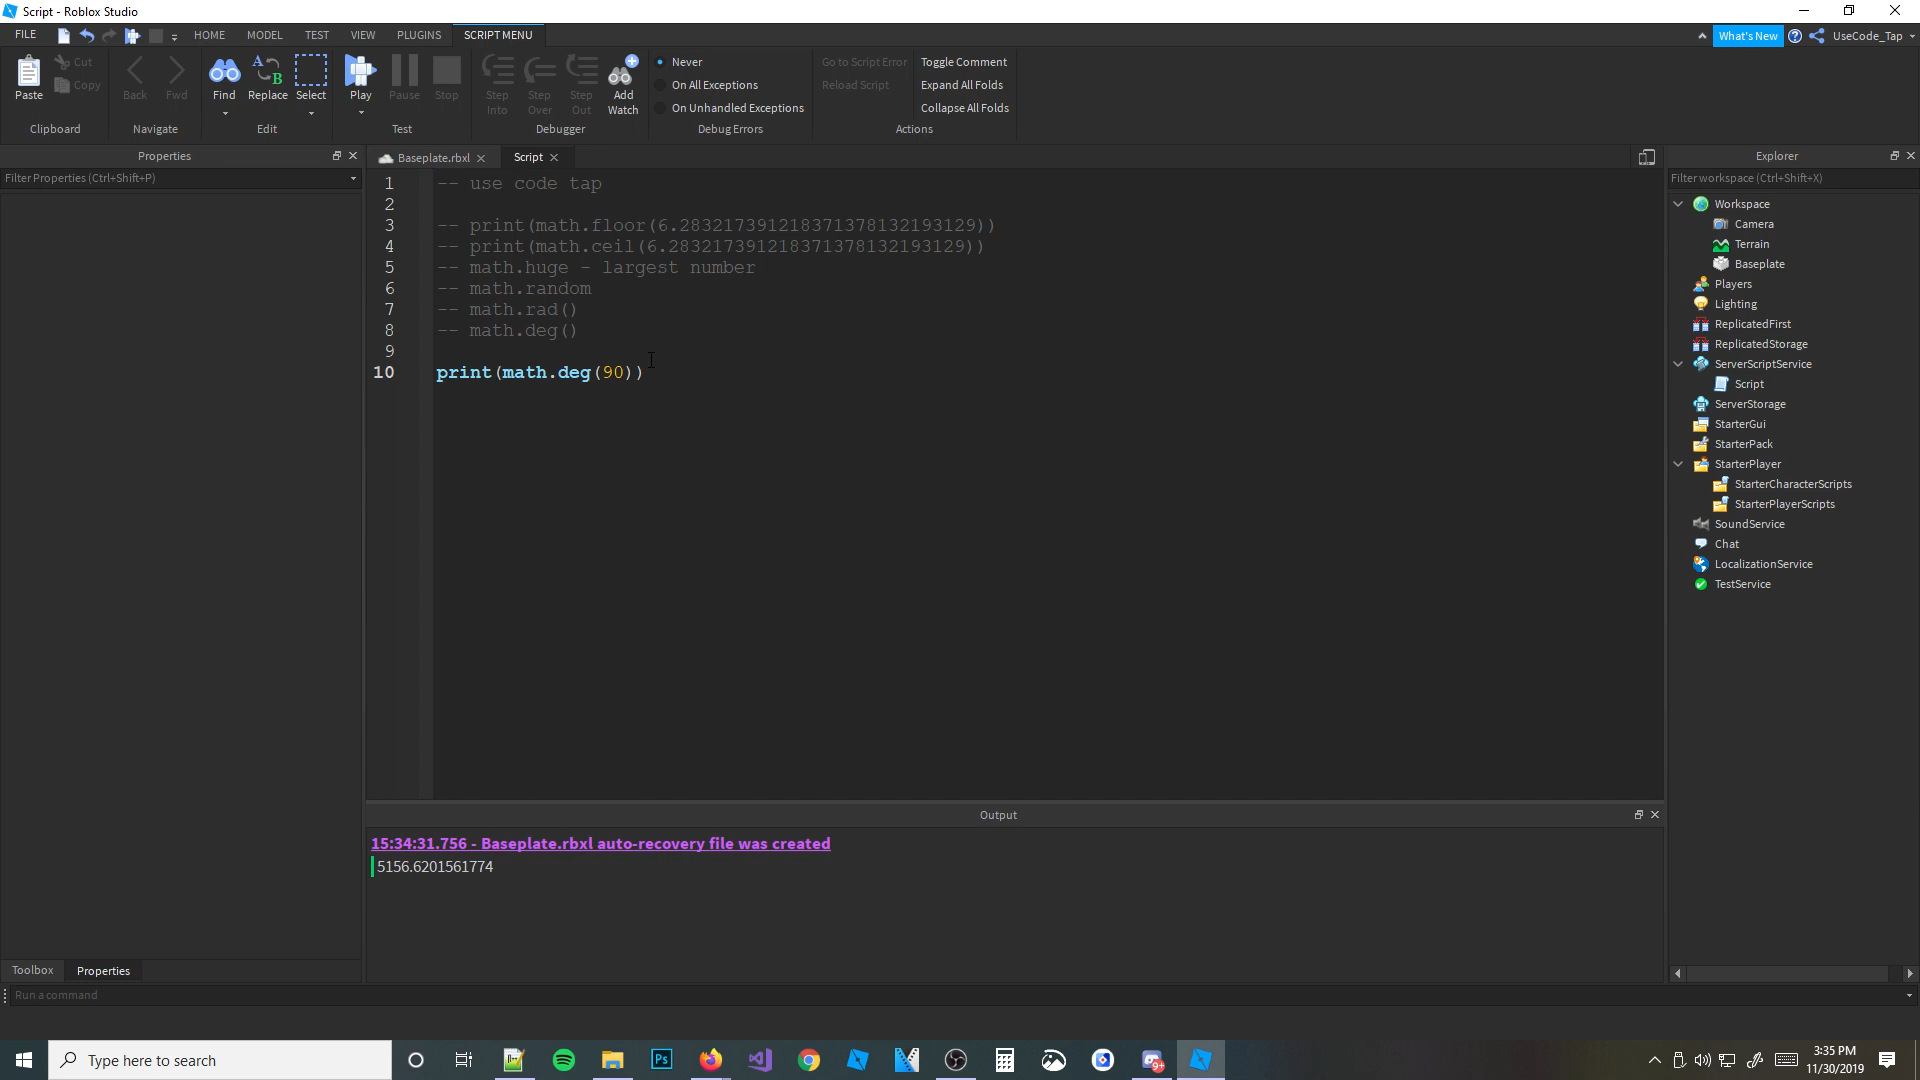 Script - Roblox Studio
FILE HOME MODEL TEST VIEW PLUGINS SCRIPT MENU What's New UseCode_Tap
Paste Cut Copy
Clipboard
Back Fwd
Navigate
Find Replace Select
Edit
Play Pause Stop
Test
Step Into Step Over Step Out Add Watch
Debugger
Never
On All Exceptions
On Unhandled Exceptions
Debug Errors
Go to Script Error
Reload Script
Toggle Comment
Expand All Folds
Collapse All Folds
Actions
Properties
Filter Properties (Ctrl+Shift+P)
Baseplate.rbxl Script
1 -- use code tap
2
3 -- print(math.floor(6.283217391218371378132193129))
4 -- print(math.ceil(6.283217391218371378132193129))
5 -- math.huge - largest number
6 -- math.random
7 -- math.rad()
8 -- math.deg()
9
10 print(math.deg(90))
Explorer
Filter workspace (Ctrl+Shift+X)
Workspace
Camera
Terrain
Baseplate
Players
Lighting
ReplicatedFirst
ReplicatedStorage
ServerScriptService
Script
ServerStorage
StarterGui
StarterPack
StarterPlayer
StarterCharacterScripts
StarterPlayerScripts
SoundService
Chat
LocalizationService
TestService
Output
15:34:31.756 - Baseplate.rbxl auto-recovery file was created
5156.6201561774
Toolbox Properties
Run a command
Type here to search
Ps
9+
3:35 PM
11/30/2019